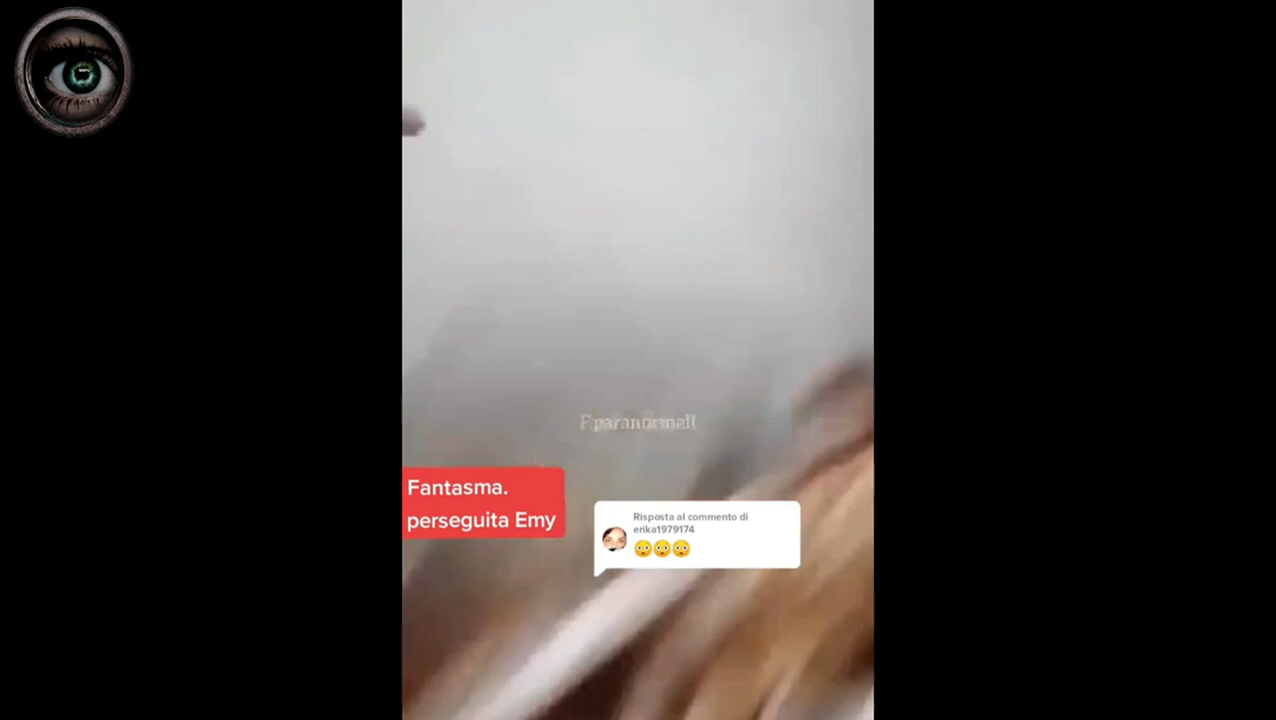 Fantasma.
perseguita Emy
Risposta al commento di
erika1979174
😳😳😳